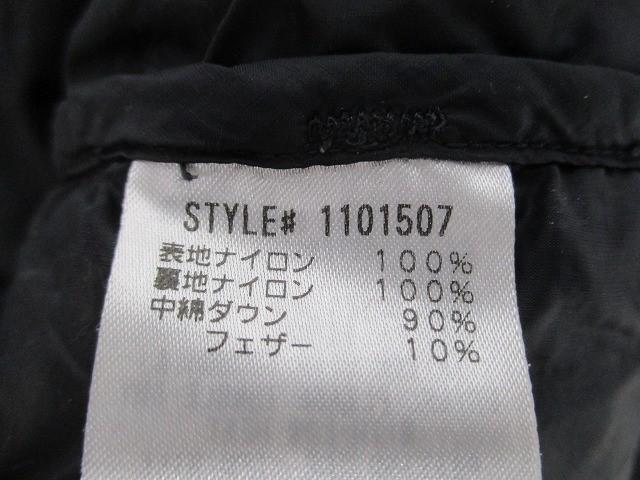 STYLE# 1101507
表地ナイロン 100%
裏地ナイロン 100%
中綿ダウン 90%
フェザー 10%